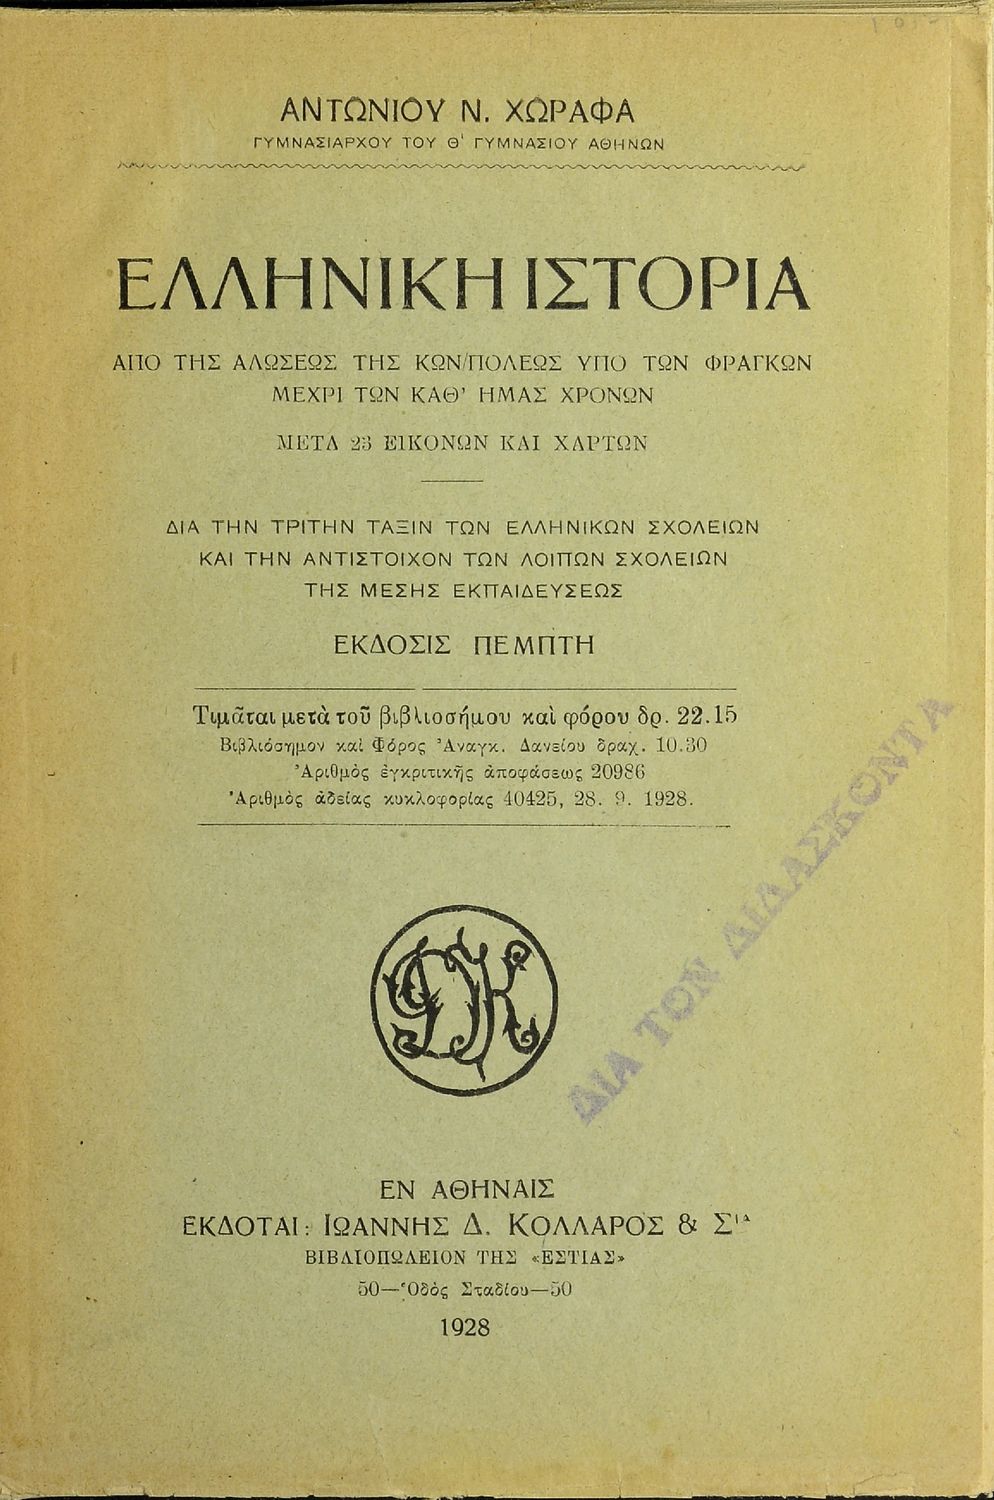 ΑΝΤΩΝΙΟΥ Ν. ΧΩΡΑΦΑ
ΓΥΜΝΑΣΙΑΡΧΟΥ ΤΟΥ Θ' ΓΥΜΝΑΣΙΟΥ ΑΘΗΝΩΝ
ΕΛΛΗΝΙΚΗ ΙΣΤΟΡΙΑ
ΑΠΟ ΤΗΣ ΑΛΩΣΕΩΣ ΤΗΣ ΚΩΝ/ΠΟΛΕΩΣ ΥΠΟ ΤΩΝ ΦΡΑΓΚΩΝ
ΜΕΧΡΙ ΤΩΝ ΚΑΘ' ΗΜΑΣ ΧΡΟΝΩΝ
ΜΕΤΑ 23 ΕΙΚΟΝΩΝ ΚΑΙ ΧΑΡΤΩΝ
ΔΙΑ ΤΗΝ ΤΡΙΤΗΝ ΤΑΞΙΝ ΤΩΝ ΕΛΛΗΝΙΚΩΝ ΣΧΟΛΕΙΩΝ
ΚΑΙ ΤΗΝ ΑΝΤΙΣΤΟΙΧΟΝ ΤΩΝ ΛΟΙΠΩΝ ΣΧΟΛΕΙΩΝ
ΤΗΣ ΜΕΣΗΣ ΕΚΠΑΙΔΕΥΣΕΩΣ
ΕΚΔΟΣΙΣ ΠΕΜΠΤΗ
Τιμᾶται μετὰ τοῦ βιβλιοσήμου καὶ φόρου δρ. 22.15
Βιβλιόσημον καὶ Φόρος Ἀναγκ. Δανείου δραχ. 10.30
Ἀριθμὸς ἐγκριτικῆς ἀποφάσεως 20986
Ἀριθμὸς ἀδείας κυκλοφορίας 40425, 28. 9. 1928.
ΔΙΑ ΤΟΝ ΔΙΔΑΣΚΟΝΤΑ
ΕΝ ΑΘΗΝΑΙΣ
ΕΚΔΟΤΑΙ: ΙΩΑΝΝΗΣ Δ. ΚΟΛΛΑΡΟΣ & ΣΙΑ
ΒΙΒΛΙΟΠΩΛΕΙΟΝ ΤΗΣ «ΕΣΤΙΑΣ»
50—Ὁδὸς Σταδίου—50
1928